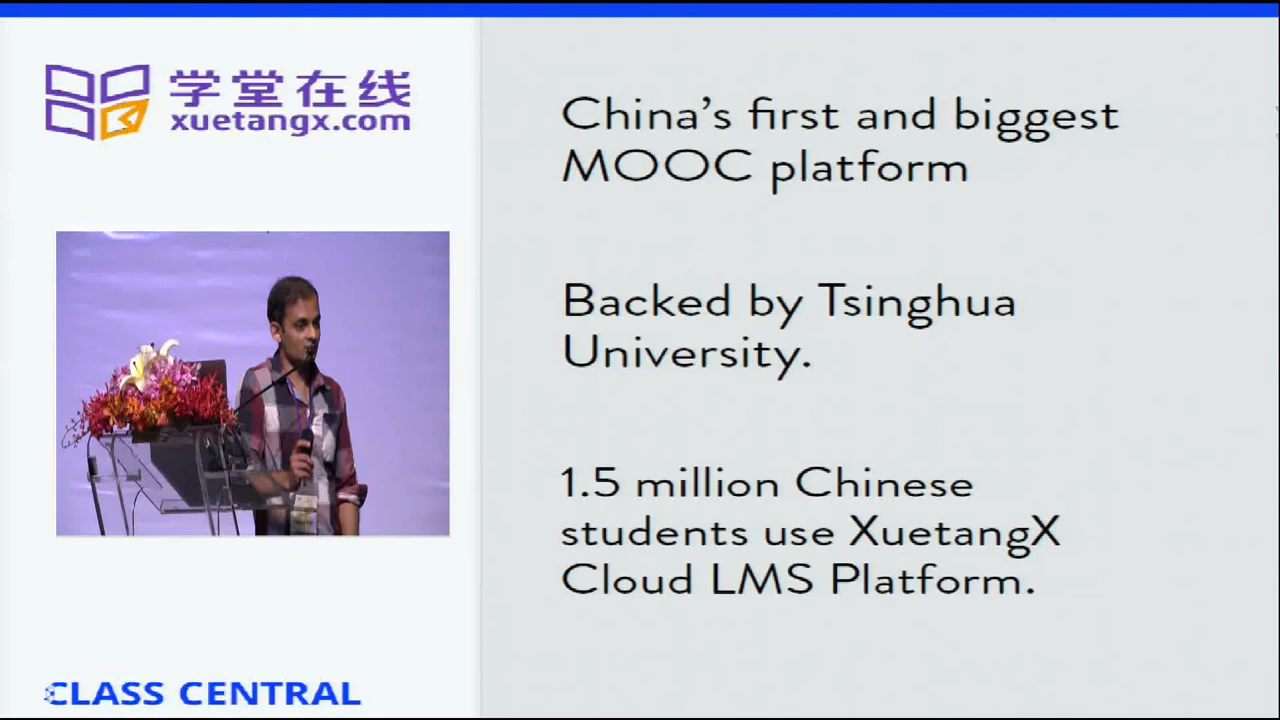 学堂在线
xuetangx.com
China’s first and biggest
MOOC platform
Backed by Tsinghua
University.
1.5 million Chinese
students use XuetangX
Cloud LMS Platform.
CLASS CENTRAL